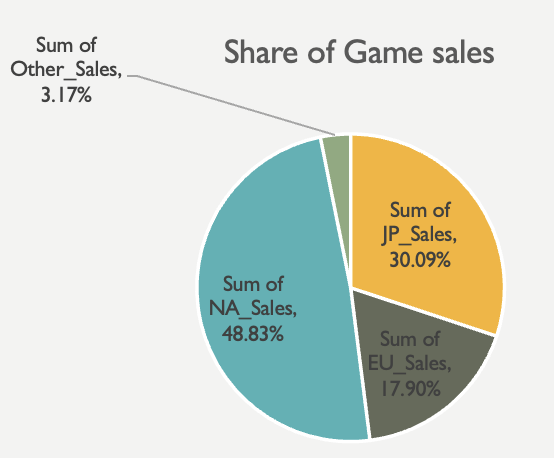 Share of Game sales
Sum of
Other_Sales,
3.17%
Sum of
JP_Sales,
30.09%
Sum of
NA_Sales,
48.83%
Sum of
EU_Sales,
17.90%